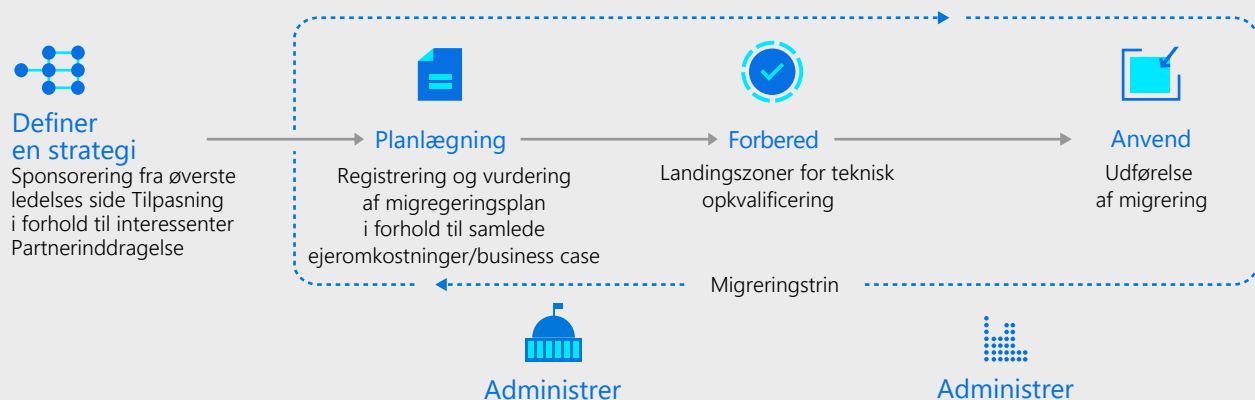 Definer
en strategi
Sponsorering fra øverste
ledelses side Tilpasning
i forhold til interessenter
Partnerinddragelse
Planlægning
Registrering og vurdering
af migregeringsplan
i forhold til samlede
ejeromkostninger/business case
Forbered
Landingszoner for teknisk
opkvalificering
Anvend
Udførelse
af migrering
Migreringstrin
Administrer
Administrer